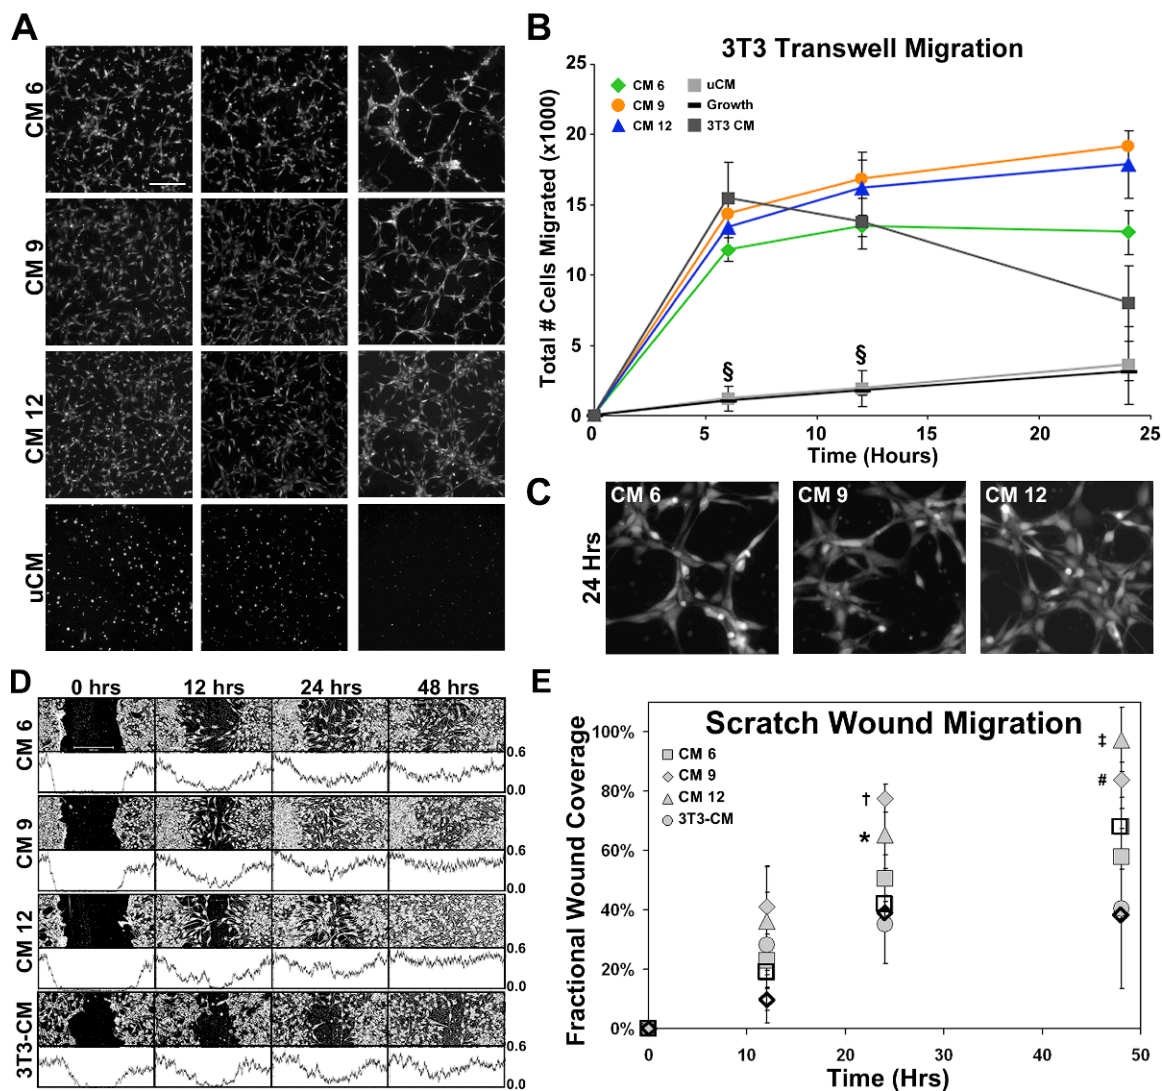 A
CM 6
CM 9
CM 12
uCM
B
3T3 Transwell Migration
Total # Cells Migrated (x1000)
25
20
15
10
5
0
CM 6
CM 9
CM 12
uCM
Growth
3T3 CM
§
§
0
5
10
15
20
25
Time (Hours)
C
24 Hrs
CM 6
CM 9
CM 12
D
0 hrs
12 hrs
24 hrs
48 hrs
CM 6
0.6
0.0
CM 9
0.6
0.0
CM 12
0.6
0.0
3T3-CM
0.6
0.0
E
Scratch Wound Migration
Fractional Wound Coverage
100%
80%
60%
40%
20%
0%
CM 6
CM 9
CM 12
3T3-CM
†
*
‡
#
0
10
20
30
40
50
Time (Hrs)